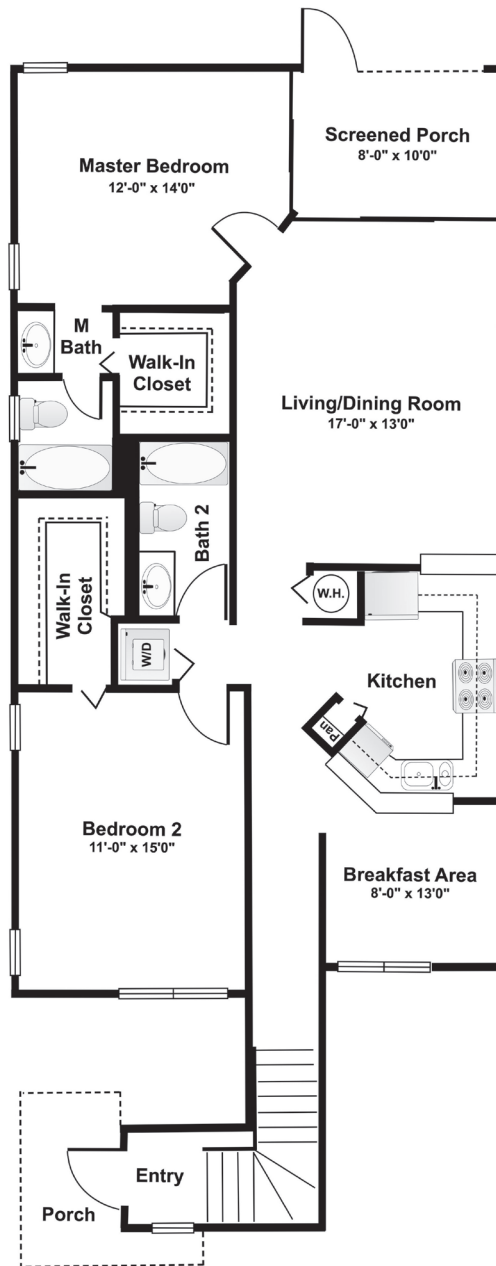 Screened Porch
8'-0" x 10'0"
Master Bedroom
12'-0" x 14'0"
M
Bath
Walk-In
Closet
Living/Dining Room
17'-0" x 13'0"
Bath 2
Walk-In
Closet
W.H.
W/D
Kitchen
Pan
Bedroom 2
11'-0" x 15'0"
Breakfast Area
8'-0" x 13'0"
Entry
Porch